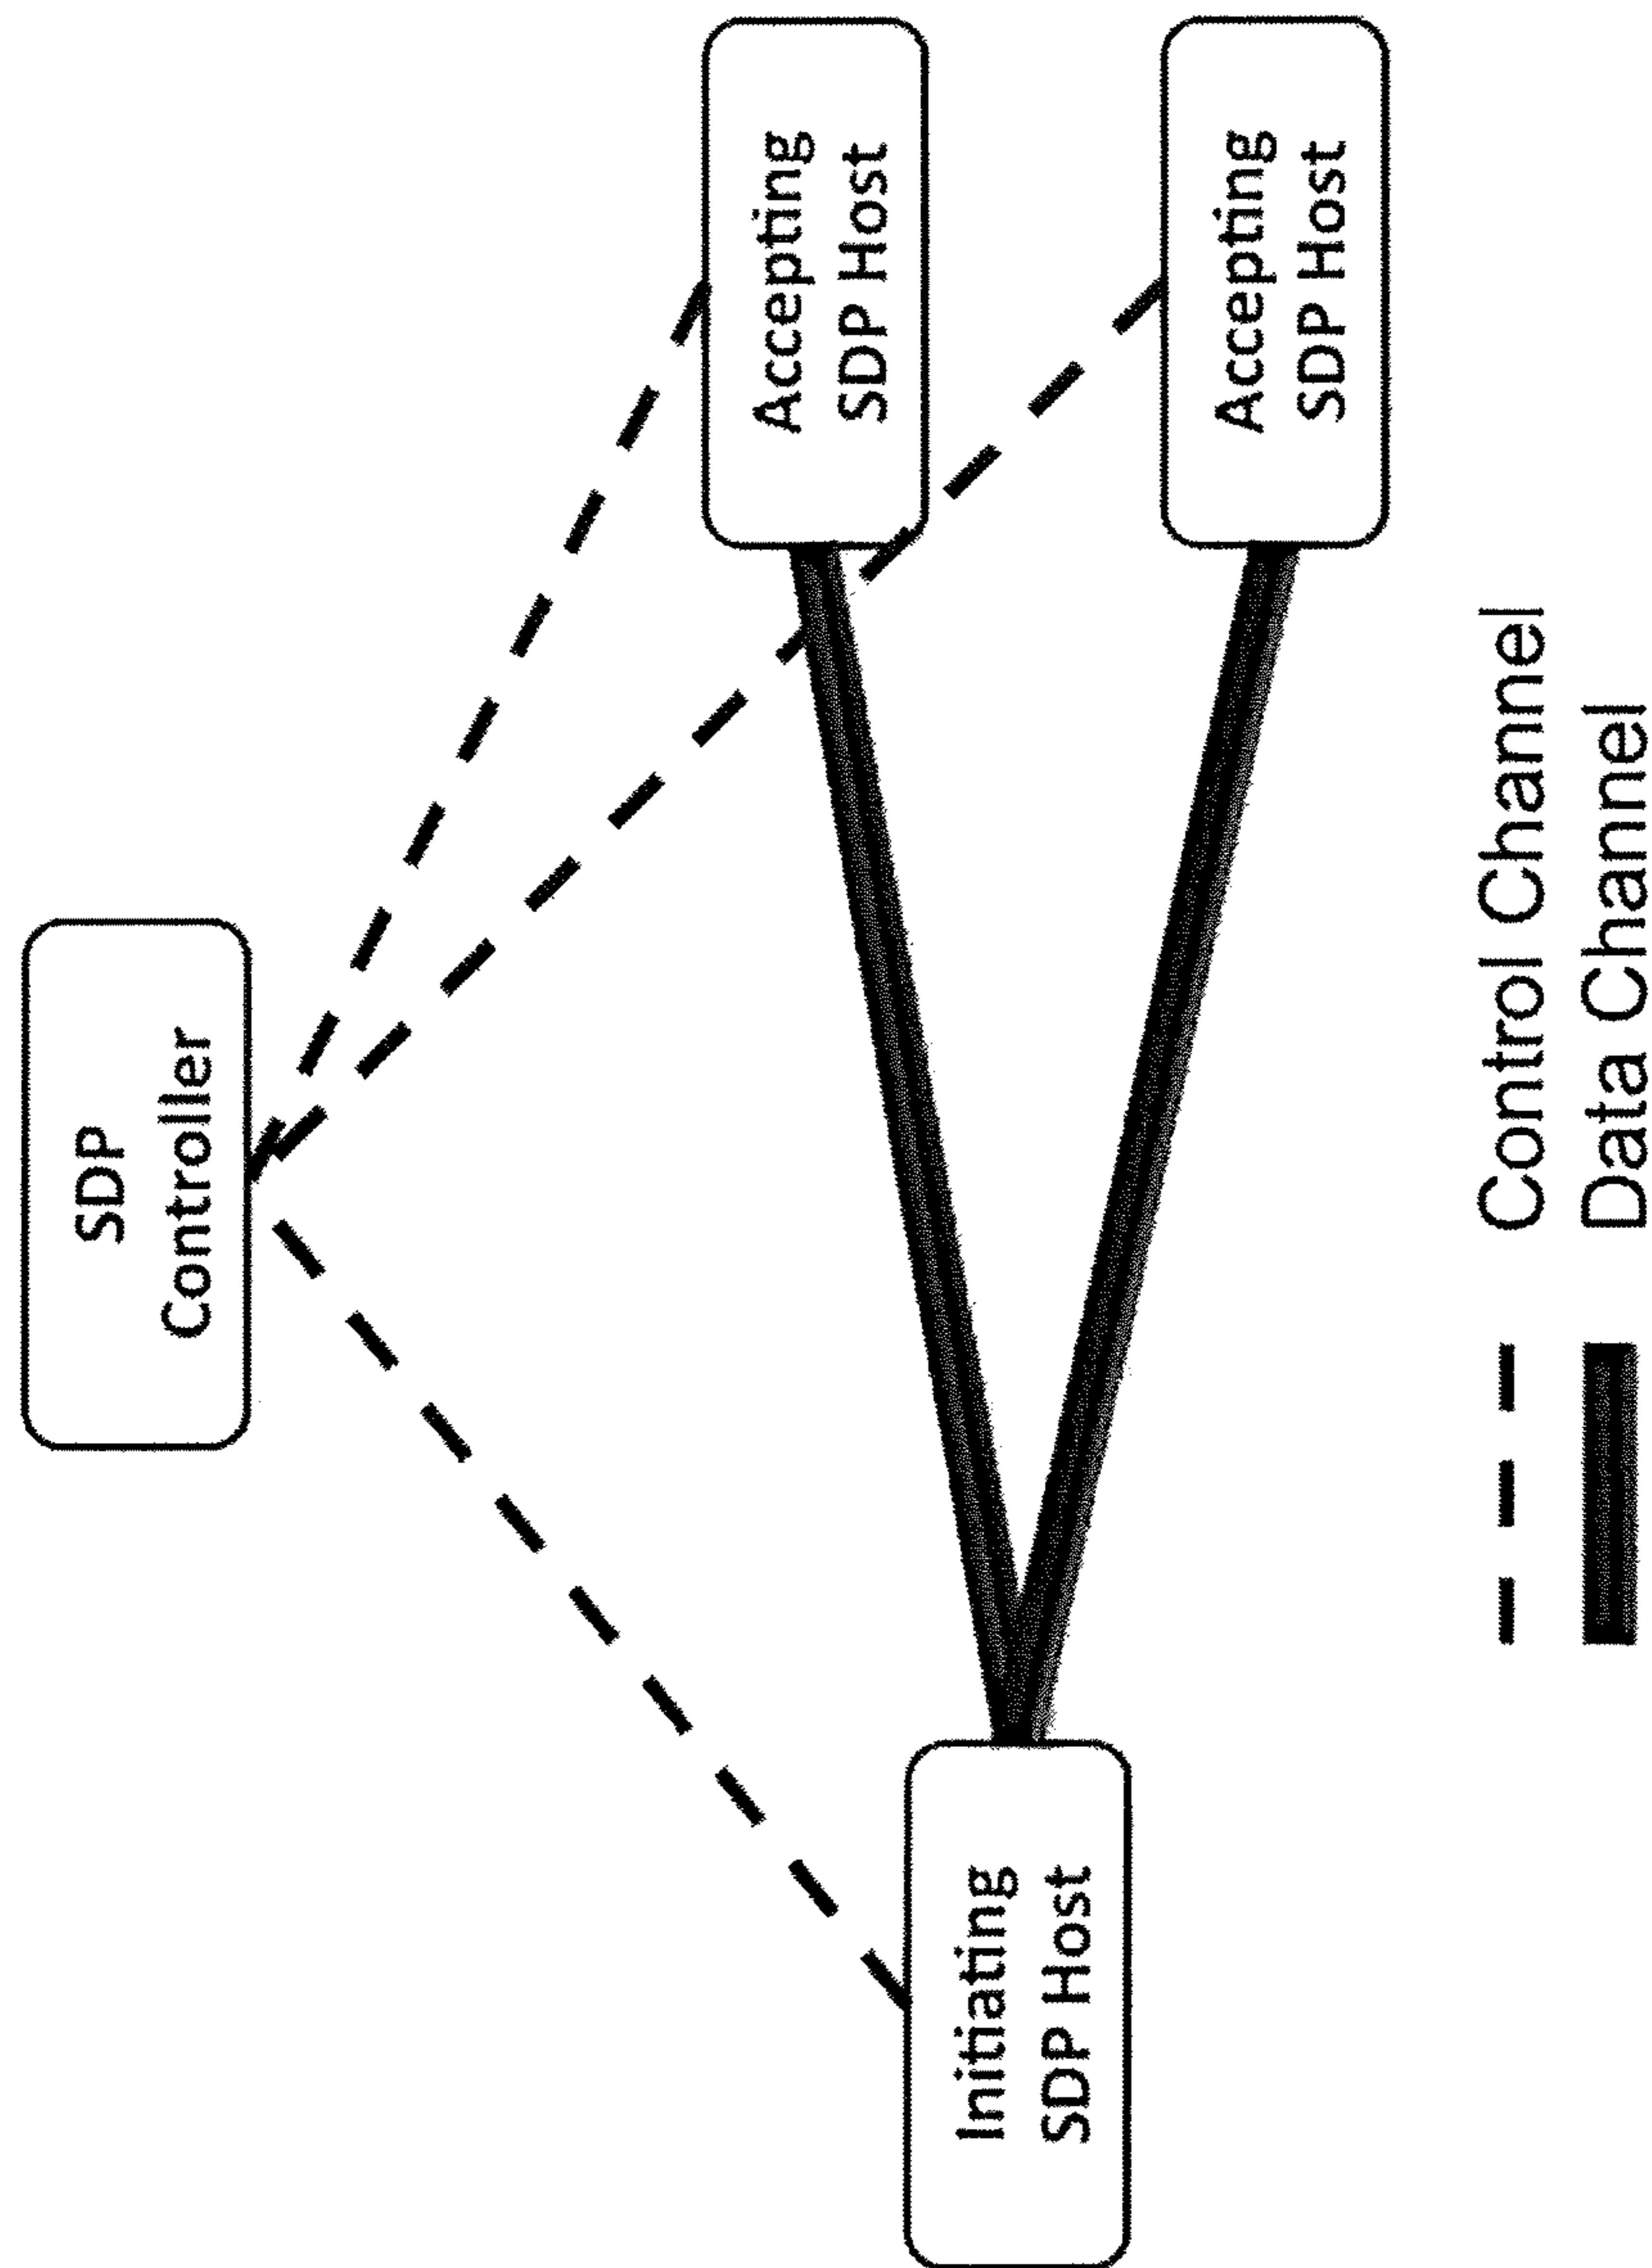 SDP
Controller
Initiating
SDP Host
Accepting
SDP Host
Accepting
SDP Host
Control Channel
Data Channel